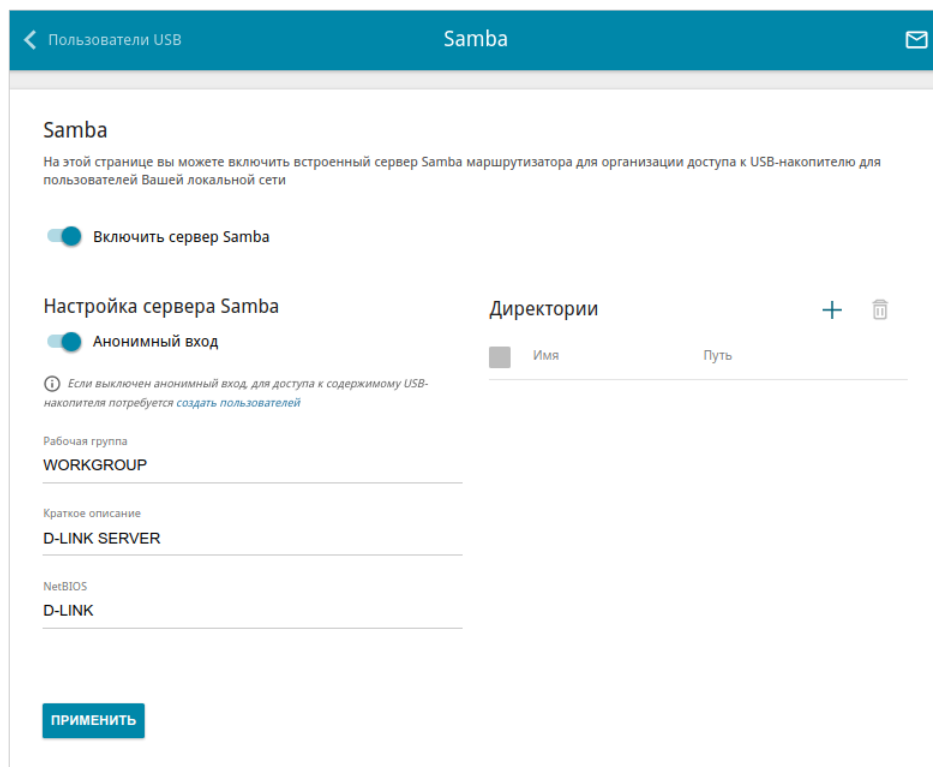 Пользователи USB
Samba
Samba
На этой странице вы можете включить встроенный сервер Samba маршрутизатора для организации доступа к USB-накопителю для
пользователей Вашей локальной сети
Включить сервер Samba
Настройка сервера Samba
Анонимный вход
Если выключен анонимный вход, для доступа к содержимому USB-
накопителя потребуется создать пользователей
Рабочая группа
WORKGROUP
Краткое описание
D-LINK SERVER
NetBIOS
D-LINK
Директории
Имя
Путь
ПРИМЕНИТЬ